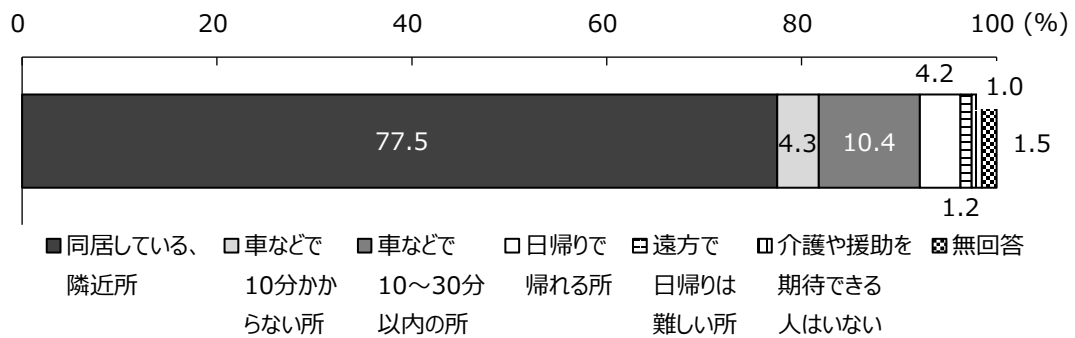 0 20 40 60 80 100 (%)
4.2 1.0
77.5 4.3 10.4 1.5
1.2
■同居している、 □車などで ■車などで □日帰りで 遠方で 介護や援助を 無回答
隣近所 10分かか 10～30分 帰れる所 日帰りは 期待できる
らない所 以内の所 難しい所 人はいない